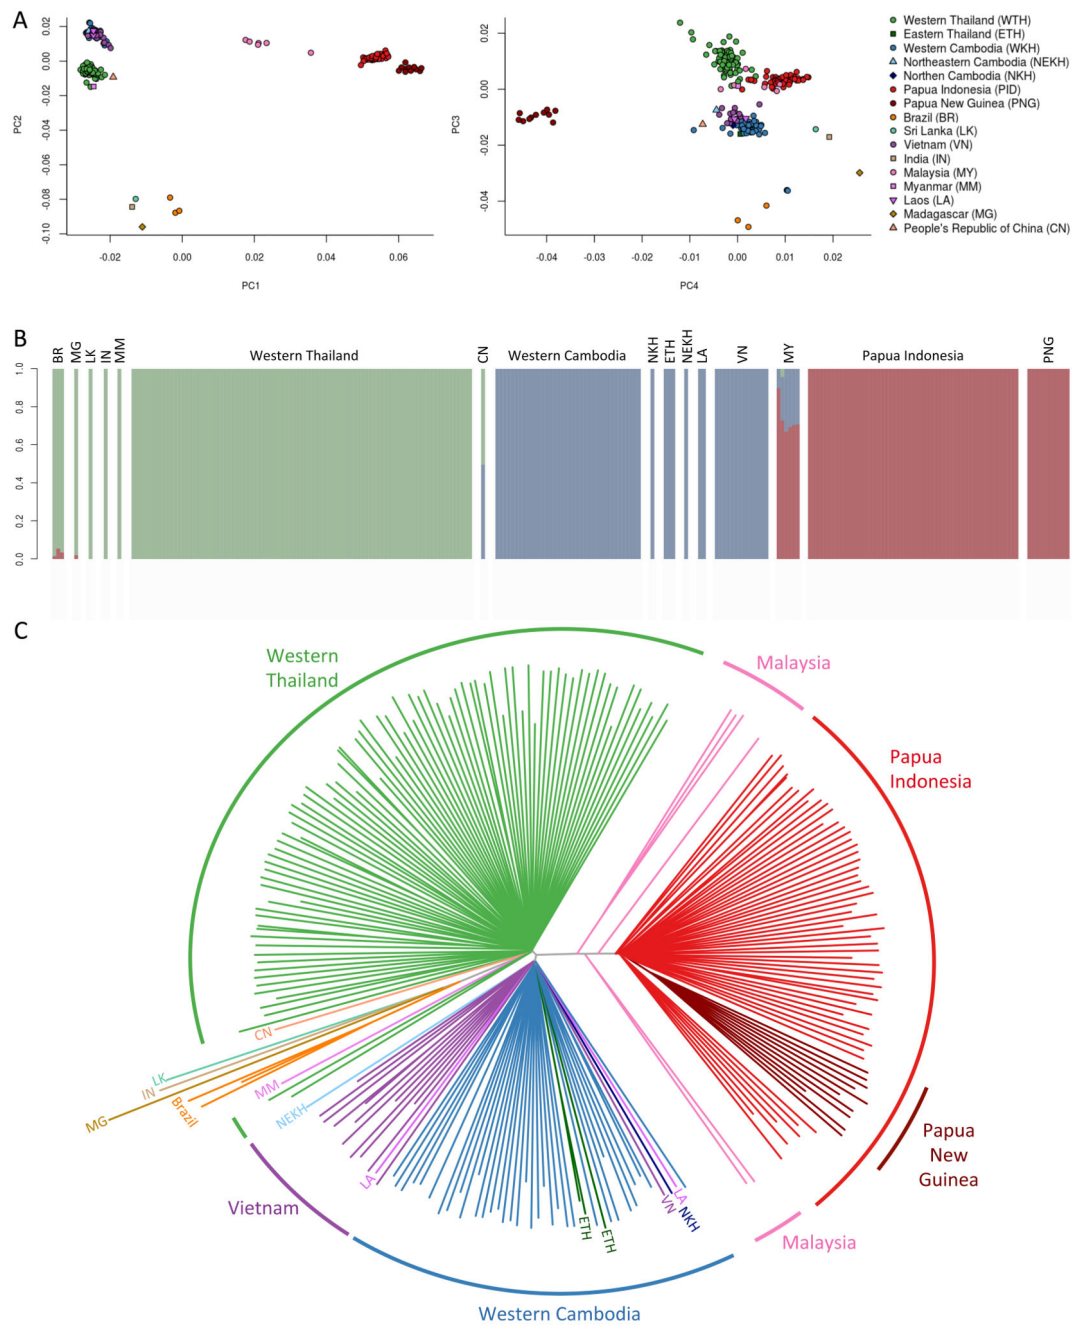 A
PC2
0.02
0.00
-0.02
-0.04
-0.06
-0.08
-0.10
-0.02
0.00
0.02
0.04
0.06
PC1
PC3
0.02
0.00
-0.02
-0.04
-0.04
-0.03
-0.02
-0.01
0.00
0.01
0.02
PC4
Western Thailand (WTH)
Eastern Thailand (ETH)
Western Cambodia (WKH)
Northeastern Cambodia (NEKH)
Northen Cambodia (NKH)
Papua Indonesia (PID)
Papua New Guinea (PNG)
Brazil (BR)
Sri Lanka (LK)
Vietnam (VN)
India (IN)
Malaysia (MY)
Myanmar (MM)
Laos (LA)
Madagascar (MG)
People's Republic of China (CN)
B
BR
MG
LK
IN
MM
Western Thailand
CN
Western Cambodia
NKH
ETH
NEKH
LA
VN
MY
Papua Indonesia
PNG
1.0
0.8
0.6
0.4
0.2
0.0
C
Western
Thailand
Malaysia
Papua
Indonesia
CN
LK
IN
MG
Brazil
MM
NEKH
Vietnam
LA
ETH
ETH
VN
LA
NKH
Papua
New
Guinea
Malaysia
Western Cambodia